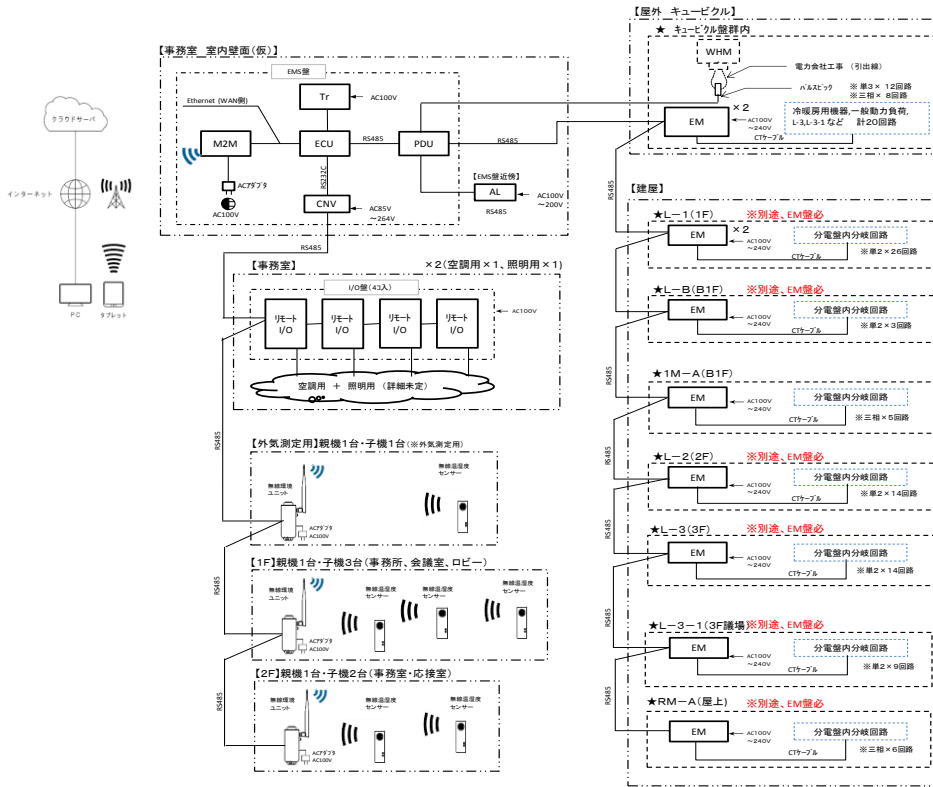 クラウドサーバ
インターネット
PC
タブレット
【事務室 室内壁面(仮)】
EMS盤
Ethernet (WAN側)
Tr
AC100V
M2M
ECU
RS485
PDU
RS485
ACアダプタ
AC100V
RS232C
CNV
AC85V
～264V
【EMS盤近傍】
AL
RS485
AC100V
～200V
RS485
【事務室】
×2(空調用×1、照明用×1)
I/O盤(4コ入)
リモート
I/O
リモート
I/O
リモート
I/O
リモート
I/O
AC100V
空調用 + 照明用 (詳細未定)
RS485
【外気測定用】親機1台・子機1台(※外気測定用)
無線環境
ユニット
ACアダプタ
AC100V
無線温湿度
センサー
RS485
【1F】親機1台・子機3台(事務所、会議室、ロビー)
無線環境
ユニット
ACアダプタ
AC100V
無線温湿度
センサー
無線温湿度
センサー
無線温湿度
センサー
RS485
【2F】親機1台・子機2台(事務室・応接室)
無線環境
ユニット
ACアダプタ
AC100V
無線温湿度
センサー
無線温湿度
センサー
【屋外 キュービクル】
★ キュービクル盤群内
WHM
電力会社工事 (引出線)
パルスピック
※ 単3× 12回路
※ 三相× 8回路
EM
×2
AC100V
～240V
冷暖房用機器,一般動力負荷,
L-3,L-3-1 など 計20回路
CTケーブル
RS485
【建屋】
★L-1(1F)
※別途、EM盤必
EM
×2
AC100V
～240V
分電盤内分岐回路
※単2×26回路
CTケーブル
RS485
★L-B(B1F)
※別途、EM盤必
EM
AC100V
～240V
分電盤内分岐回路
※単2×3回路
CTケーブル
RS485
★1M-A(B1F)
EM
AC100V
～240V
分電盤内分岐回路
※三相×5回路
CTケーブル
RS485
★L-2(2F)
※別途、EM盤必
EM
AC100V
～240V
分電盤内分岐回路
※単2×14回路
CTケーブル
RS485
★L-3(3F)
※別途、EM盤必
EM
AC100V
～240V
分電盤内分岐回路
※単2×14回路
CTケーブル
RS485
★L-3-1(3F議場)
※別途、EM盤必
EM
AC100V
～240V
分電盤内分岐回路
※単2×9回路
CTケーブル
RS485
★RM-A(屋上)
※別途、EM盤必
EM
AC100V
～240V
分電盤内分岐回路
※三相×6回路
CTケーブル